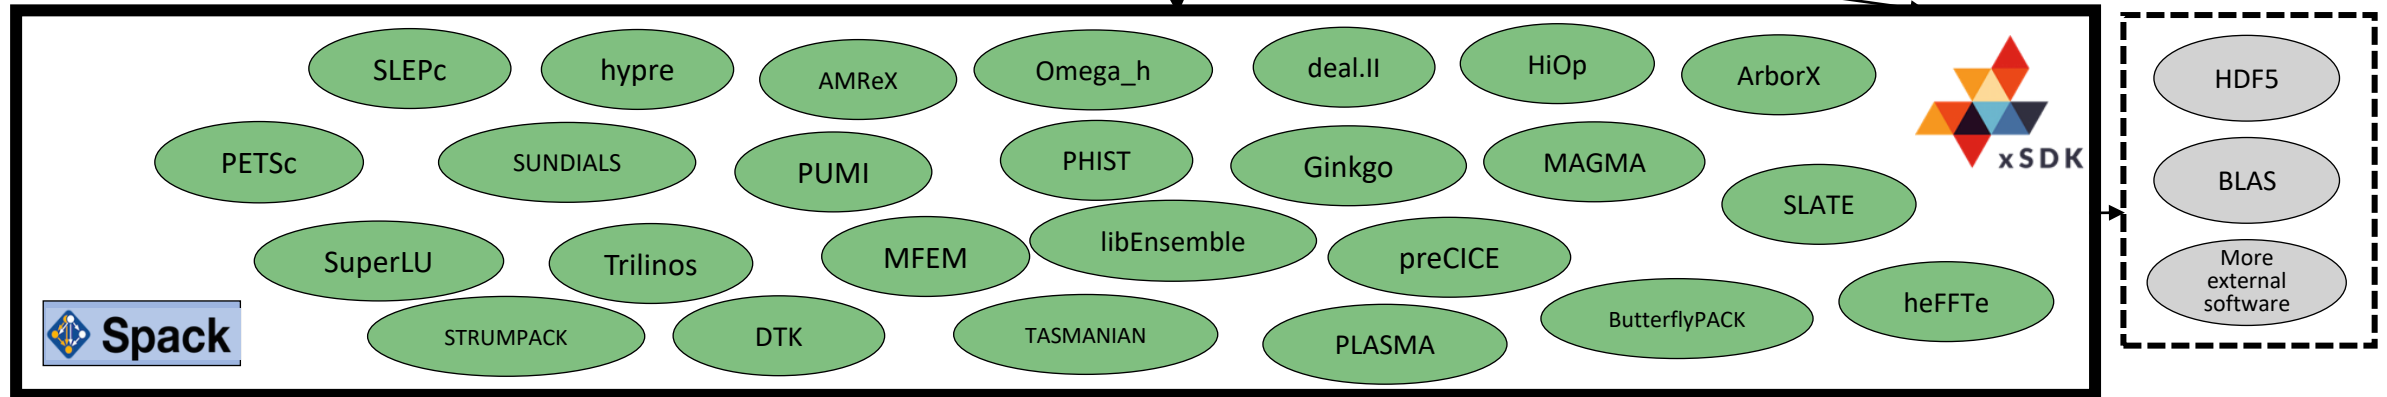 SLEPc
hypre
AMReX
Omega_h
deal.II
HiOp
ArborX
PETSc
SUNDIALS
PUMI
PHIST
Ginkgo
MAGMA
xSDK
SLATE
SuperLU
Trilinos
MFEM
libEnsemble
preCICE
heFFTe
Spack
STRUMPACK
DTK
TASMANIAN
PLASMA
ButterflyPACK
HDF5
BLAS
More
external
software